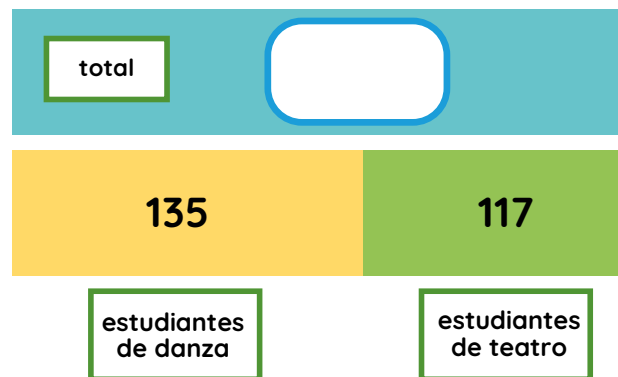 total
135 117
estudiantes
de danza
estudiantes
de teatro